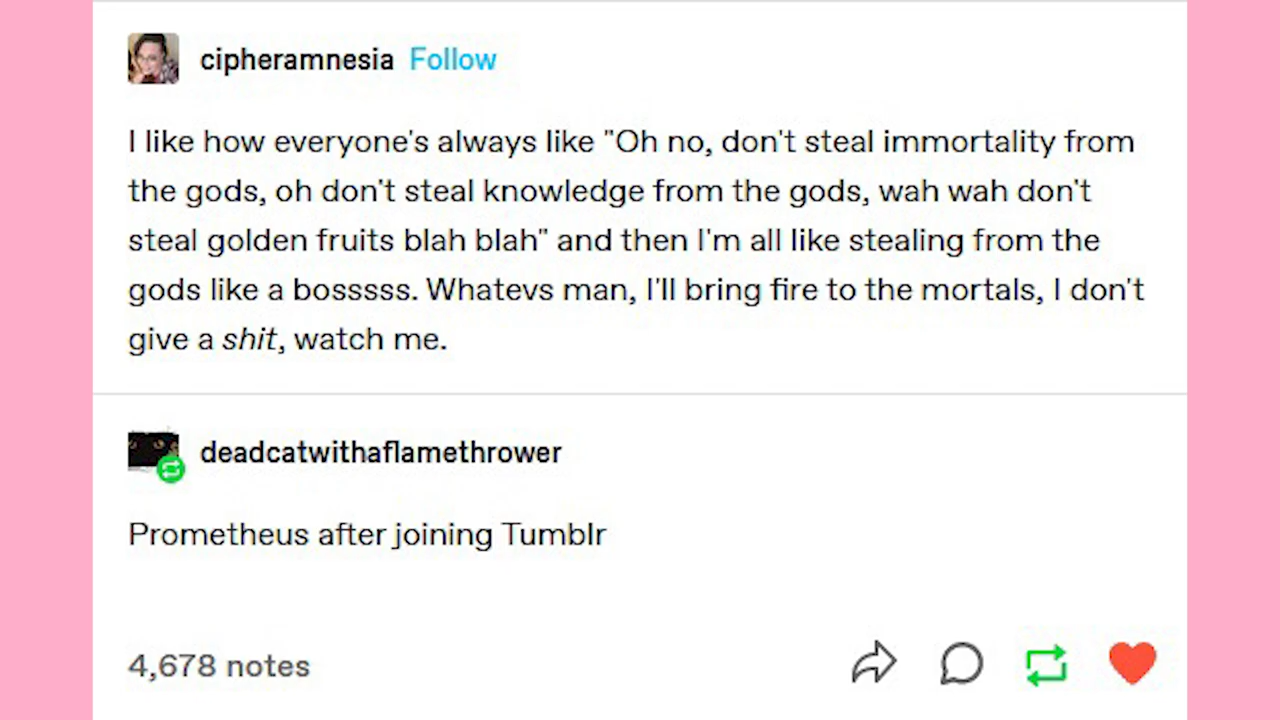 cipheramnesia Follow
I like how everyone's always like "Oh no, don't steal immortality from
the gods, oh don't steal knowledge from the gods, wah wah don't
steal golden fruits blah blah" and then I'm all like stealing from the
gods like a bosssss. Whatevs man, I'll bring fire to the mortals, I don't
give a shit, watch me.
deadcatwithaflamethrower
Prometheus after joining Tumblr
4,678 notes